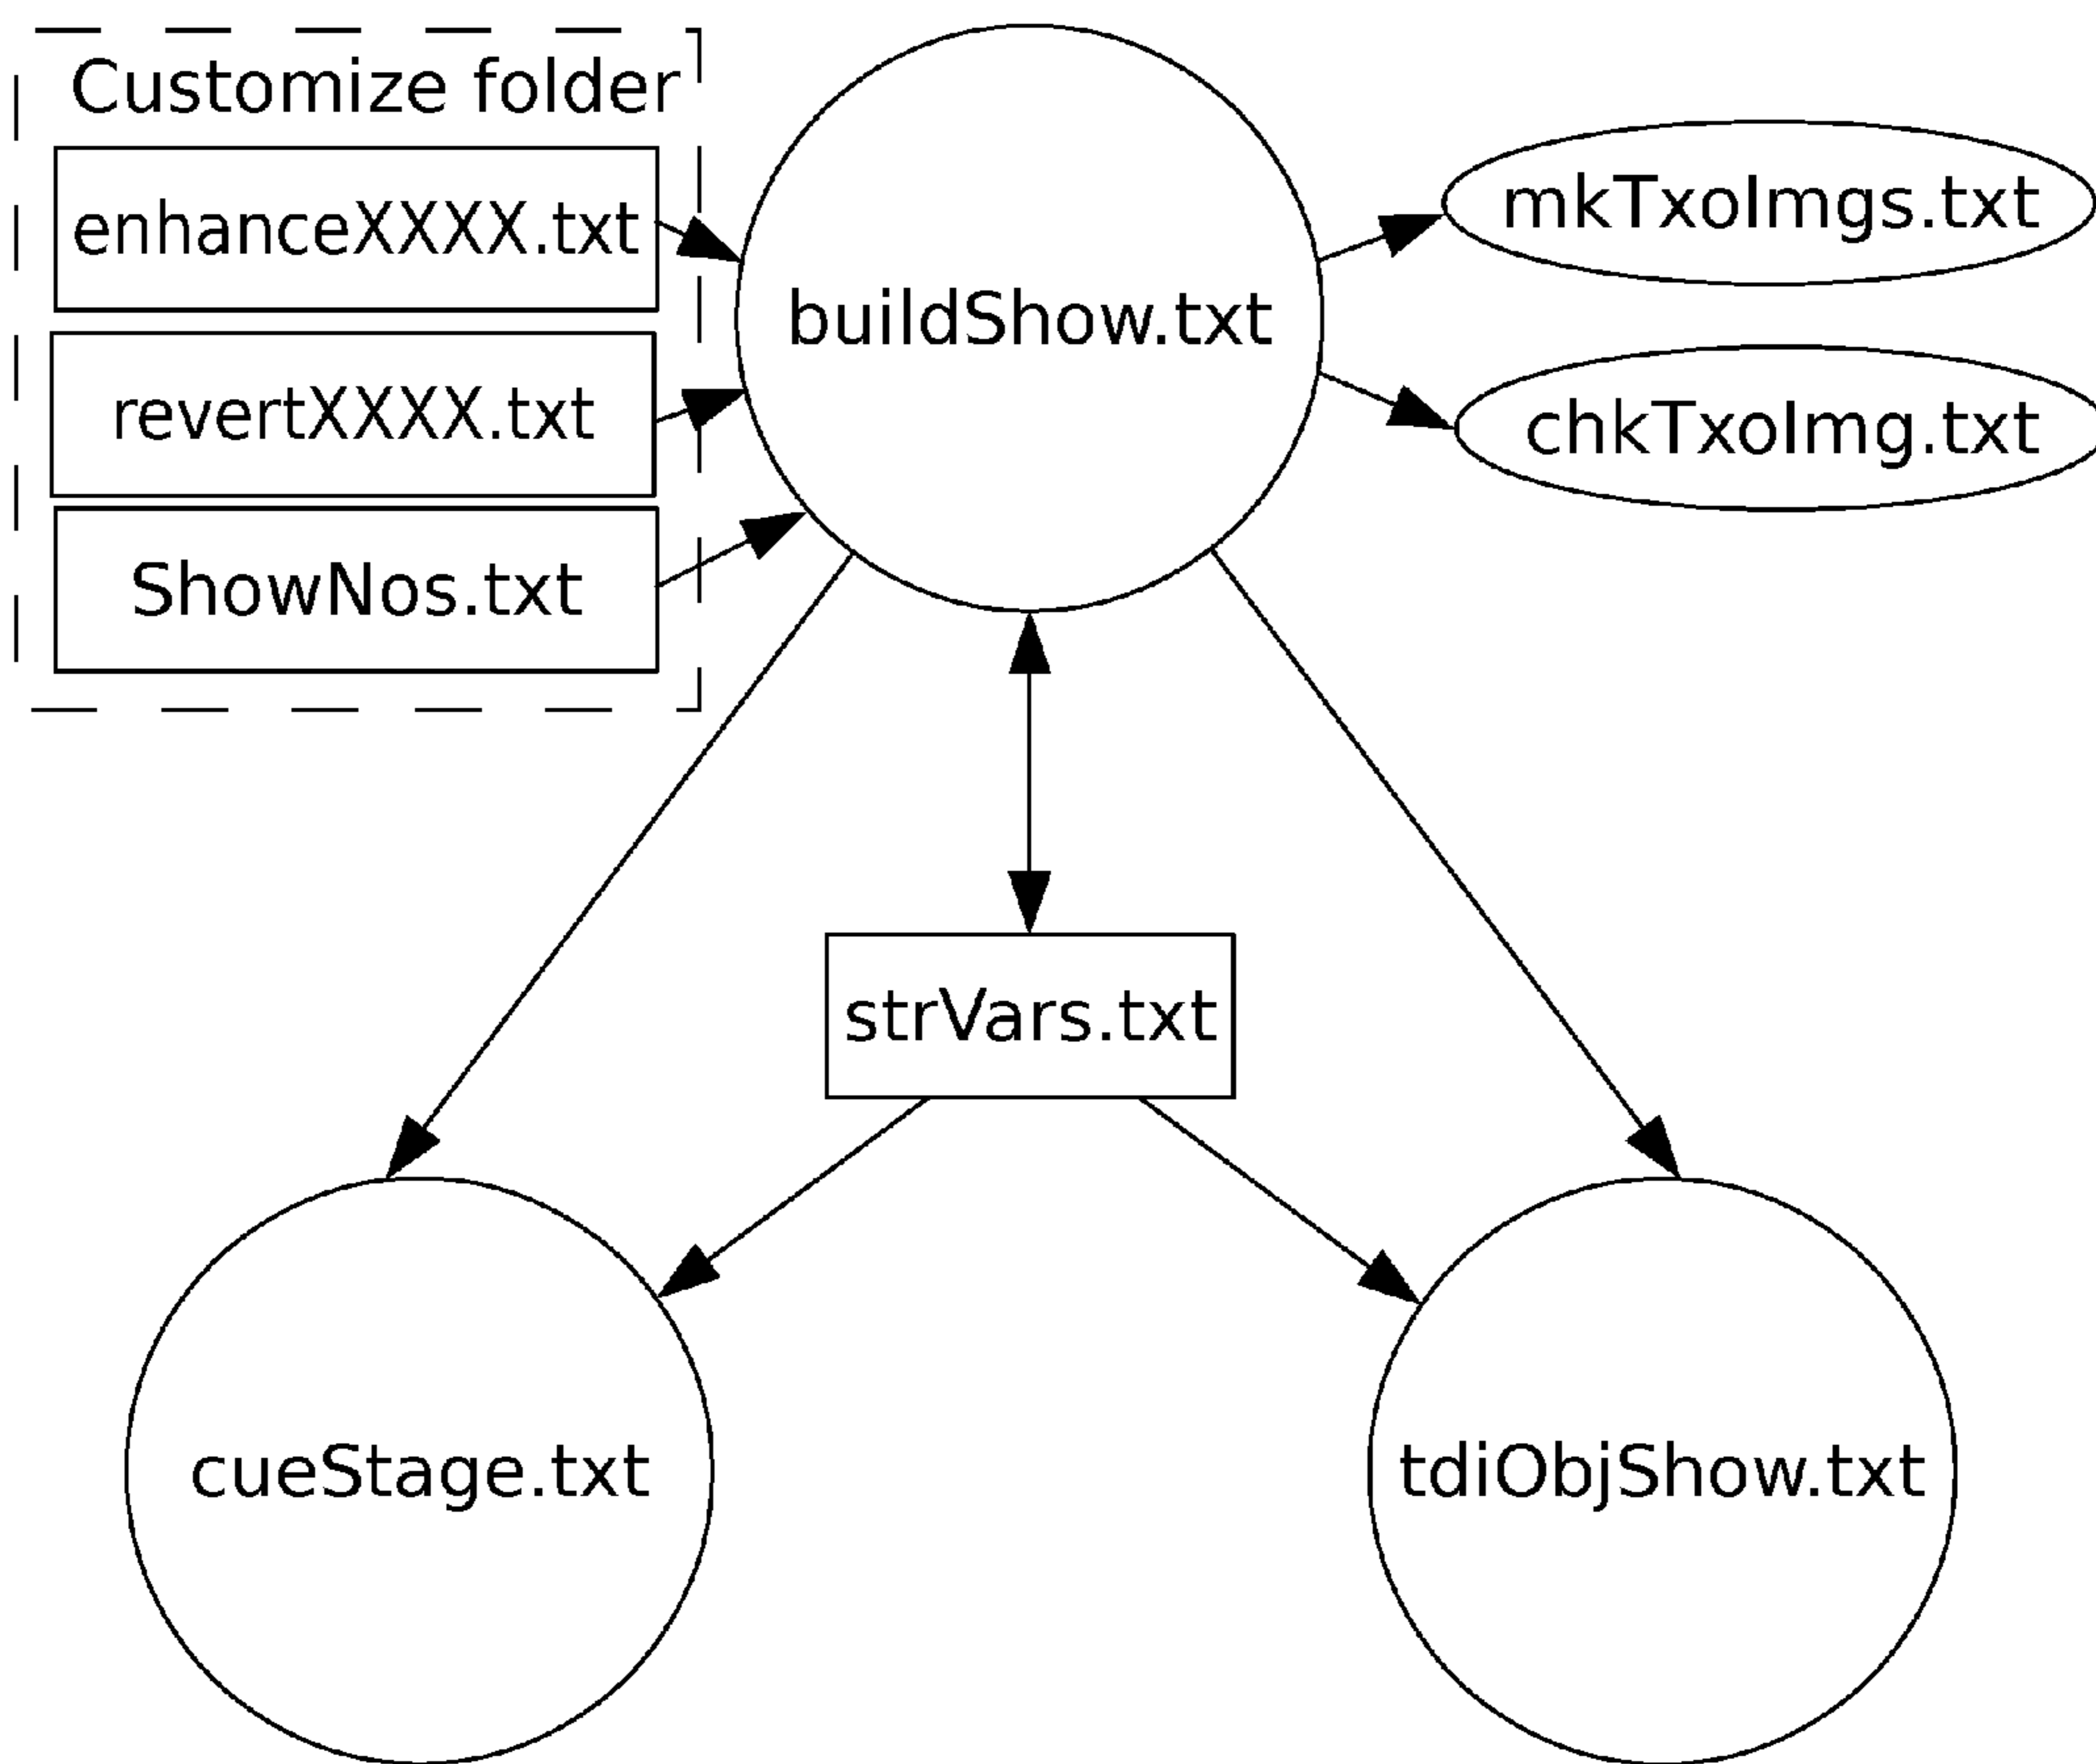 Customize folder
enhanceXXXX.txt
revertXXXX.txt
ShowNos.txt
buildShow.txt
mkTxoImgs.txt
chkTxoImg.txt
strVars.txt
cueStage.txt
tdiObjShow.txt